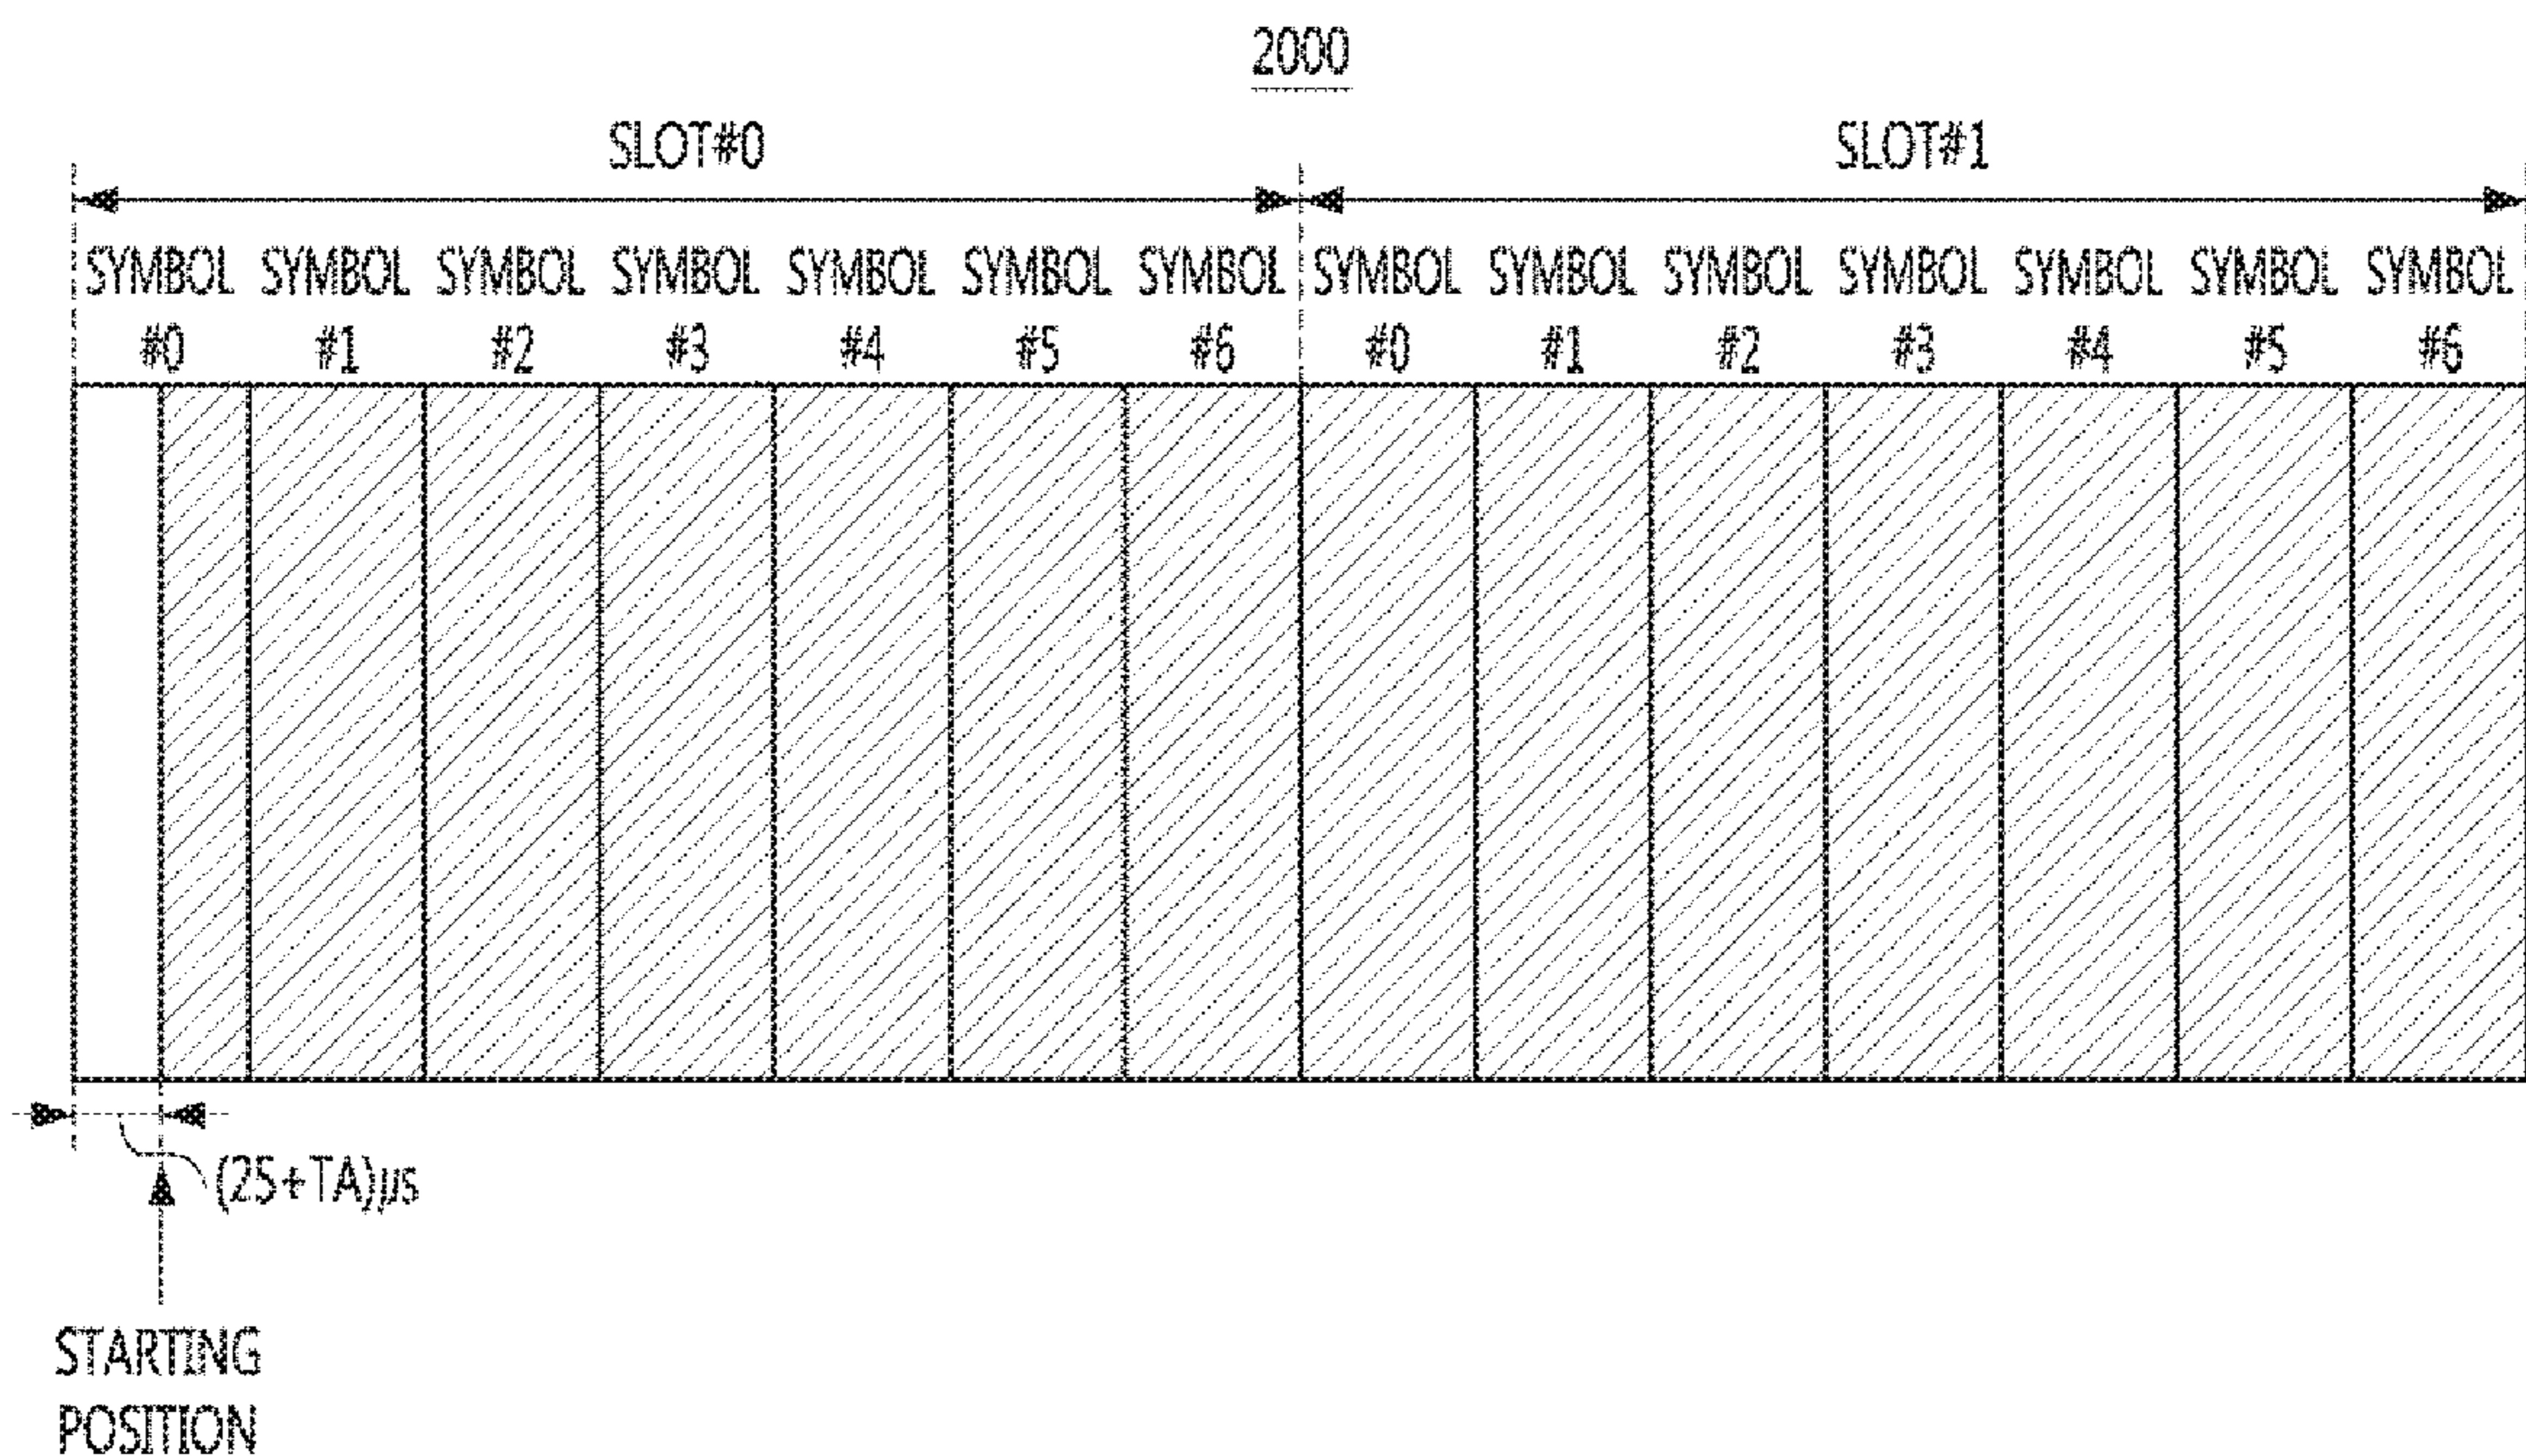 2000
SLOT#0 SLOT#1
SYMBOL SYMBOL SYMBOL SYMBOL SYMBOL SYMBOL SYMBOL SYMBOL SYMBOL SYMBOL SYMBOL SYMBOL SYMBOL SYMBOL
#0 #1 #2 #3 #4 #5 #6 #0 #1 #2 #3 #4 #5 #6
(25+TA)μs
STARTING
POSITION